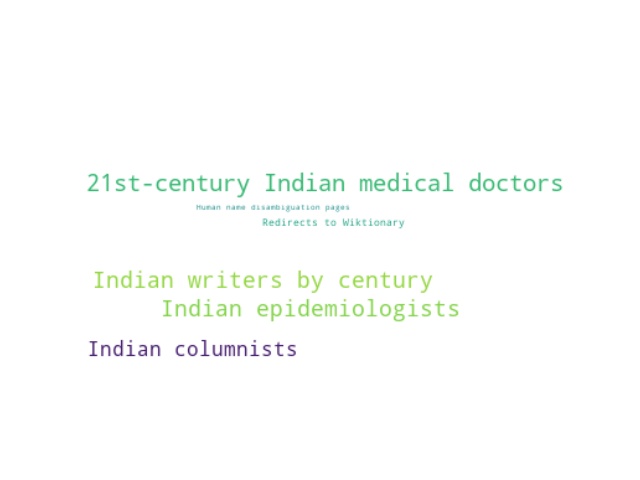 21st-century Indian medical doctors
Human name disambiguation pages
Redirects to Wiktionary
Indian writers by century
Indian epidemiologists
Indian columnists